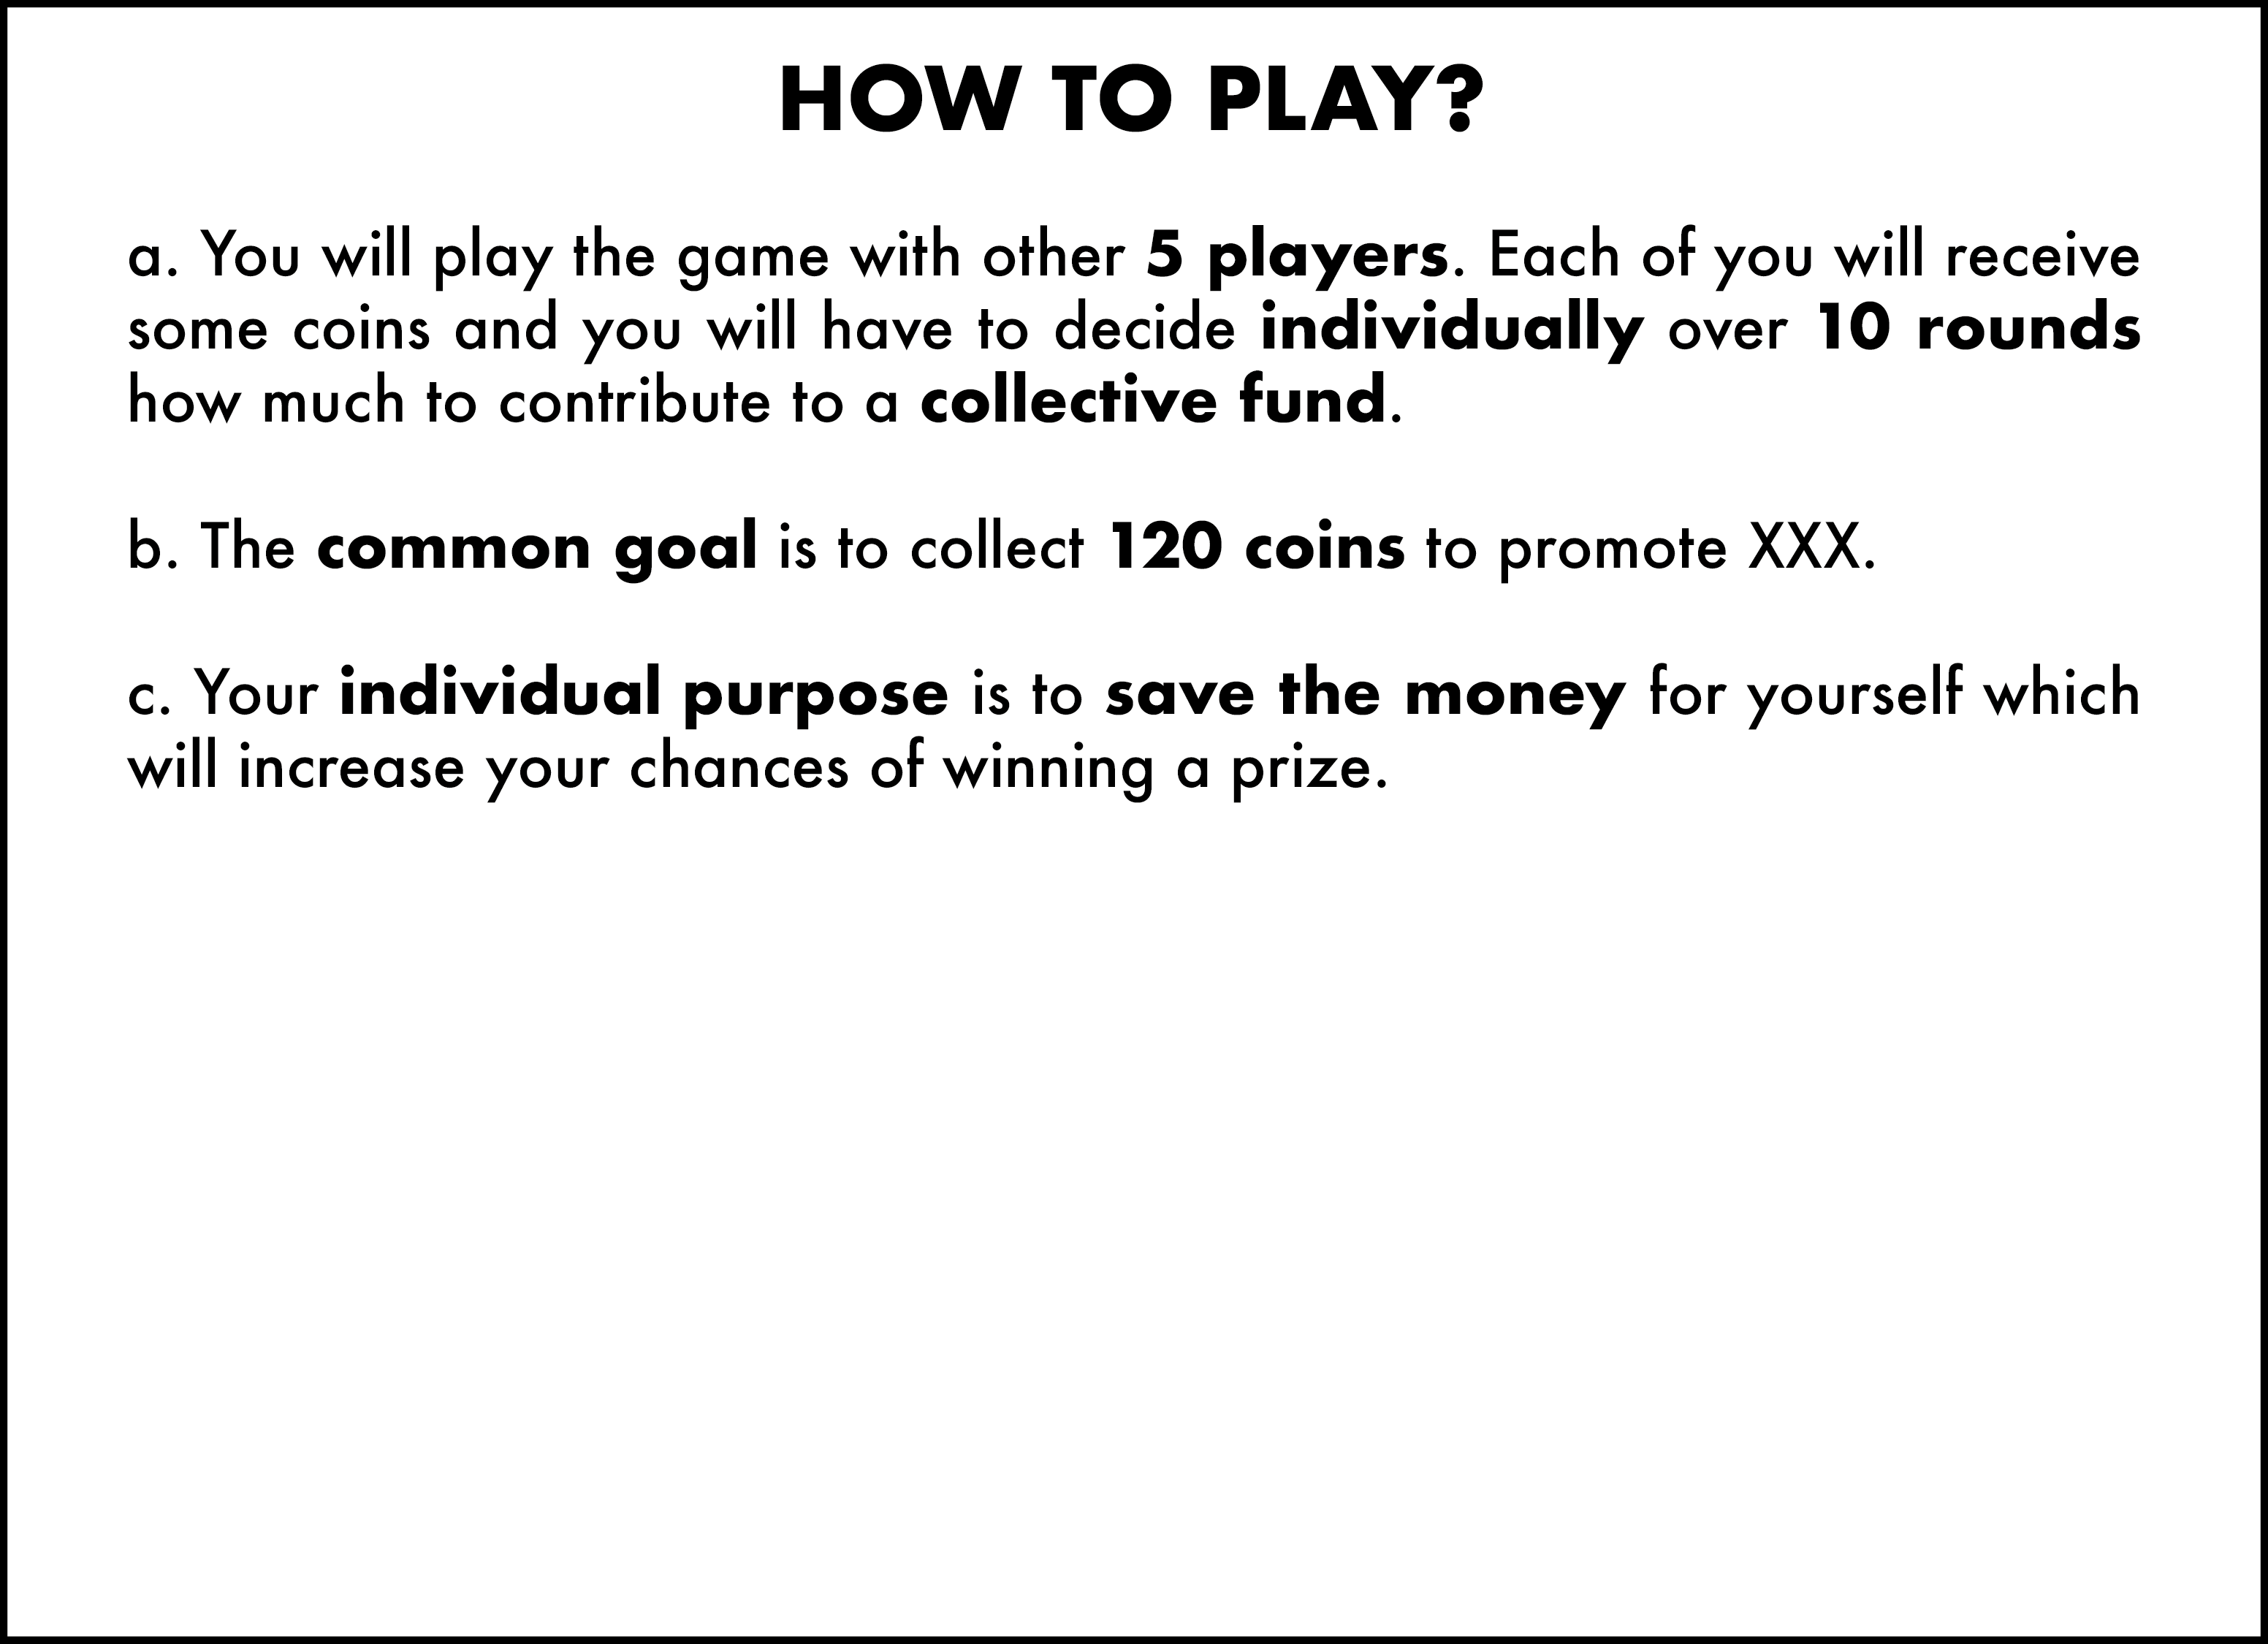 HOW TO PLAY?
a. You will play the game with other 5 players. Each of you will receive
some coins and you will have to decide individually over 10 rounds
how much to contribute to a collective fund.
b. The common goal is to collect 120 coins to promote XXX.
c. Your individual purpose is to save the money for yourself which
will increase your chances of winning a prize.